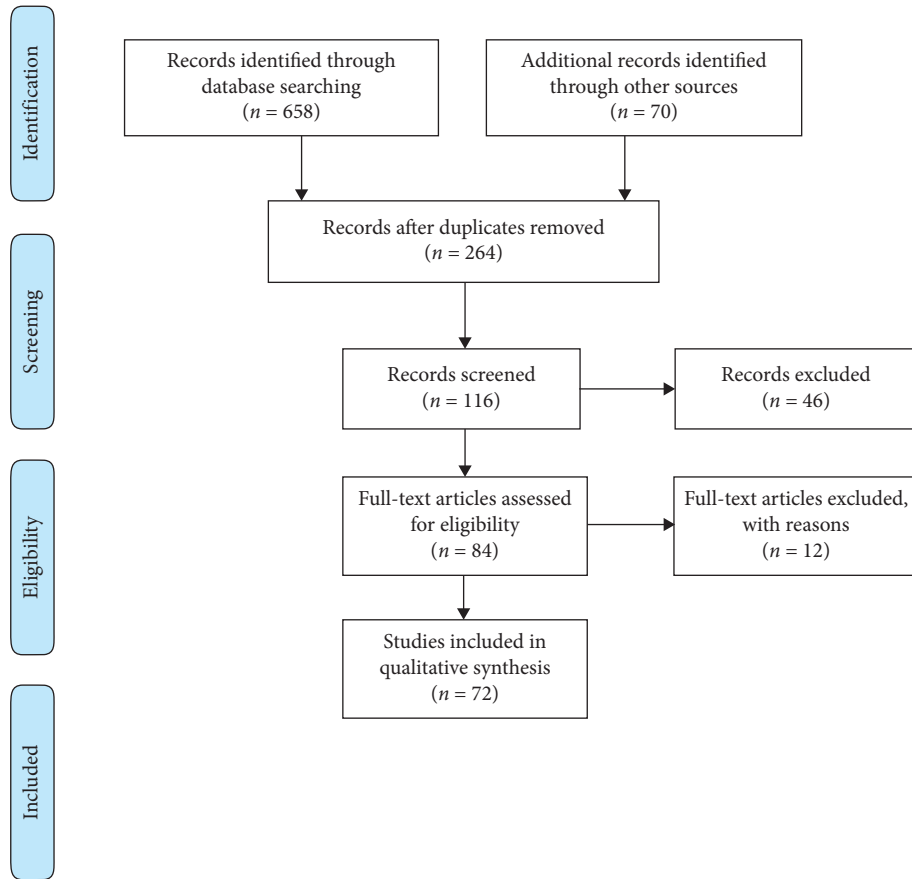 Identification
Records identified through
database searching
(n = 658)
Additional records identified
through other sources
(n = 70)
Records after duplicates removed
(n = 264)
Screening
Records screened
(n = 116)
Records excluded
(n = 46)
Eligibility
Full-text articles assessed
for eligibility
(n = 84)
Full-text articles excluded,
with reasons
(n = 12)
Studies included in
qualitative synthesis
(n = 72)
Included